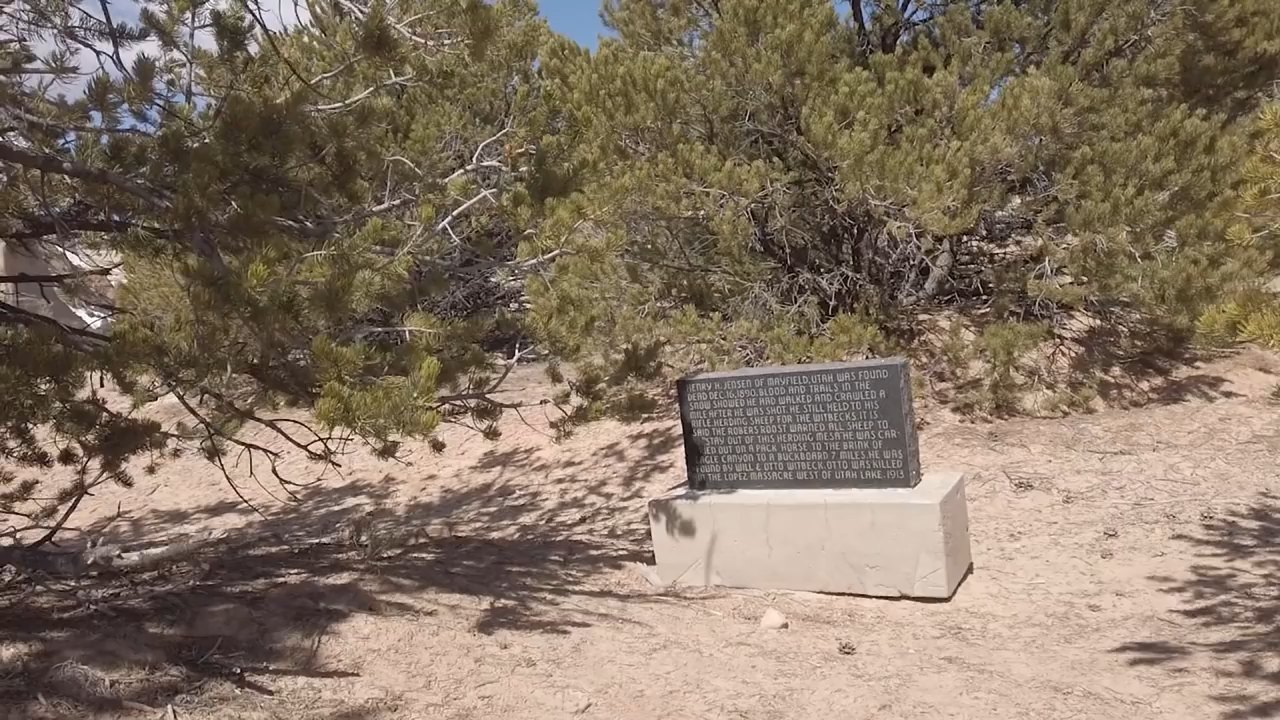 HENRY H. JENSEN OF MAYFIELD, UTAH WAS FOUND
DEAD DEC. 16, 1890. BLOOD AND TRAILS IN THE
SNOW SHOWED HE HAD WALKED AND CRAWLED A
MILE AFTER HE WAS SHOT. HE STILL HELD TO HIS
RIFLE. HERDING SHEEP FOR THE WITBECKS. IT IS
SAID THE ROBERS ROOST WARNED ALL SHEEP TO
"STAY OUT OF THIS HERDING MESA" HE WAS CAR-
IED OUT ON A PACK HORSE TO THE BRINK OF
EAGLE CANYON TO A BUCKBOARD 7 MILES. HE WAS
FOUND BY WILL & OTTO WITBECK. OTTO WAS KILLED
IN THE LOPEZ MASSACRE WEST OF UTAH LAKE. 1913